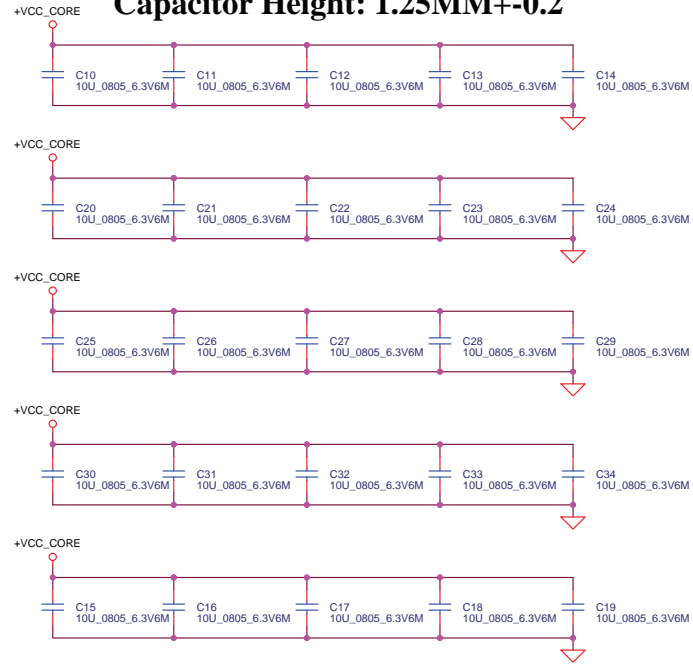 Capacitor Height: 1.25MM+-0.2
+VCC_CORE
C10 C11 C12 C13 C14
10U_0805_6.3V6M 10U_0805_6.3V6M 10U_0805_6.3V6M 10U_0805_6.3V6M 10U_0805_6.3V6M
+VCC_CORE
C20 C21 C22 C23 C24
10U_0805_6.3V6M 10U_0805_6.3V6M 10U_0805_6.3V6M 10U_0805_6.3V6M 10U_0805_6.3V6M
+VCC_CORE
C25 C26 C27 C28 C29
10U_0805_6.3V6M 10U_0805_6.3V6M 10U_0805_6.3V6M 10U_0805_6.3V6M 10U_0805_6.3V6M
+VCC_CORE
C30 C31 C32 C33 C34
10U_0805_6.3V6M 10U_0805_6.3V6M 10U_0805_6.3V6M 10U_0805_6.3V6M 10U_0805_6.3V6M
+VCC_CORE
C15 C16 C17 C18 C19
10U_0805_6.3V6M 10U_0805_6.3V6M 10U_0805_6.3V6M 10U_0805_6.3V6M 10U_0805_6.3V6M